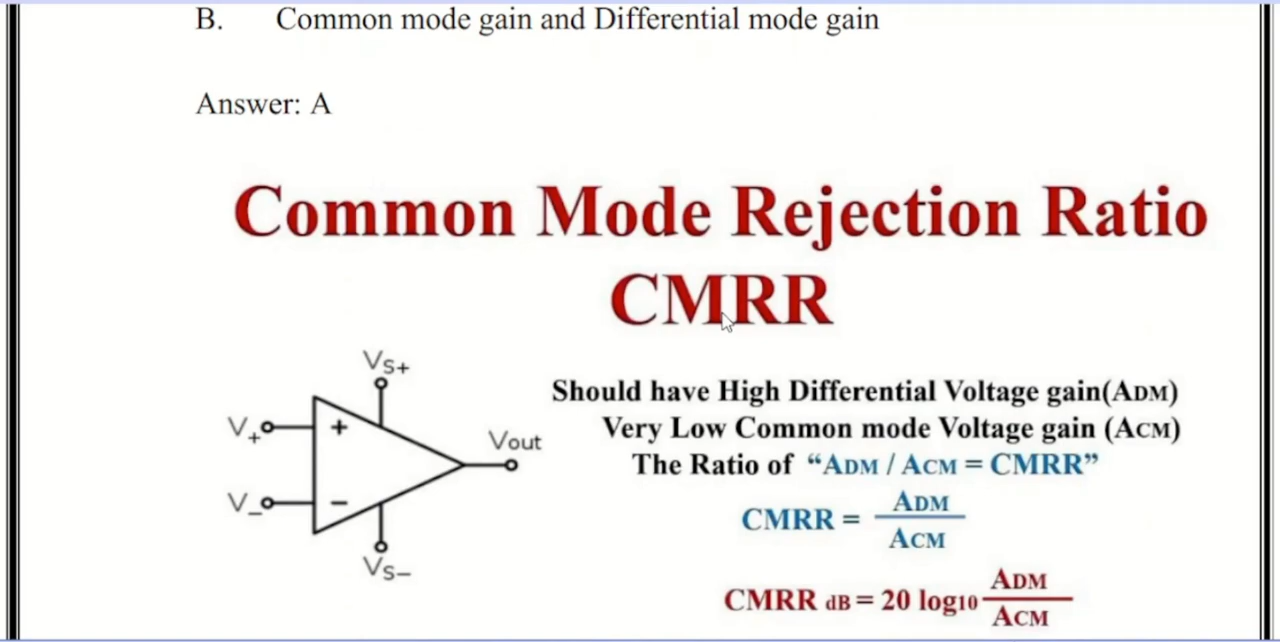 B. Common mode gain and Differential mode gain
Answer: A
Common Mode Rejection Ratio
CMRR
Vs+
V+
+
Vout
V_
−
Vs−
Should have High Differential Voltage gain(ADM)
Very Low Common mode Voltage gain (ACM)
The Ratio of “ADM / ACM = CMRR”
CMRR = ADM / ACM
CMRR dB = 20 log10 ADM / ACM